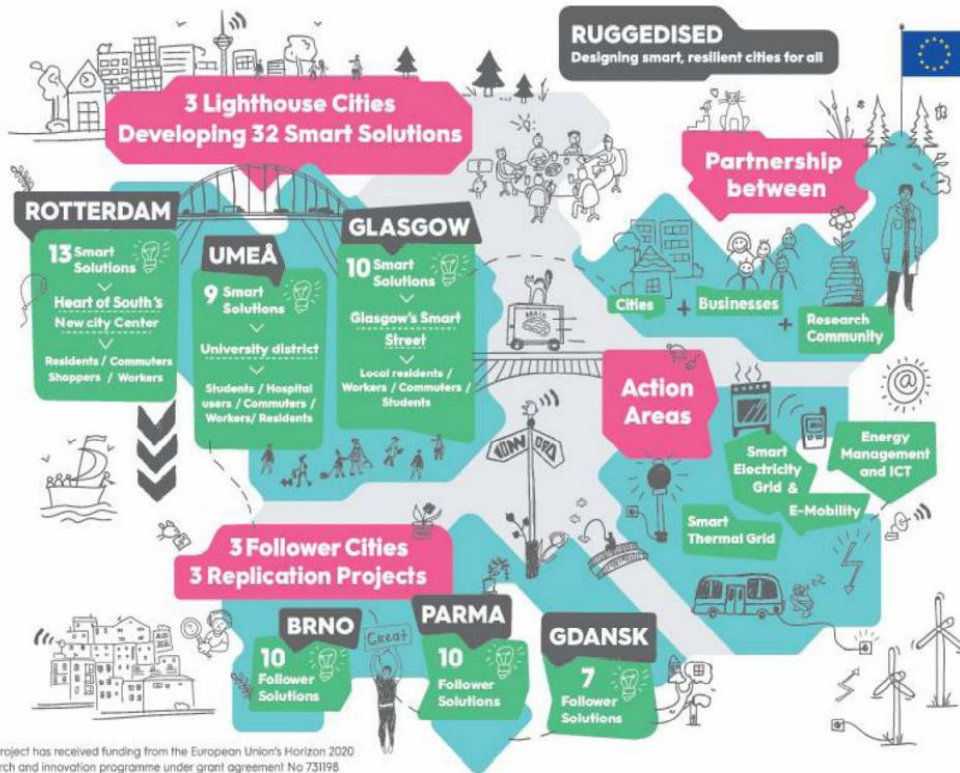 RUGGEDISED
Designing smart, resilient cities for all
3 Lighthouse Cities
Developing 32 Smart Solutions
ROTTERDAM
13 Smart
Solutions
Heart of South's
New city Center
Residents / Commuters
Shoppers / Workers
UMEÅ
9 Smart
Solutions
University district
Students / Hospital
users / Commuters /
Workers/ Residents
GLASGOW
10 Smart
Solutions
Glasgow's Smart
Street
Local residents /
Workers / Commuters /
Students
Partnership
between
Cities
+
Businesses
+
Research
Community
Action
Areas
Smart
Electricity
Grid &
E-Mobility
Energy
Management
and ICT
Smart
Thermal Grid
@
3 Follower Cities
3 Replication Projects
BRNO
10
Follower
Solutions
Great
PARMA
10
Follower
Solutions
GDANSK
7
Follower
Solutions
roject has received funding from the European Union's Horizon 2020
rch and innovation programme under grant agreement No 731198